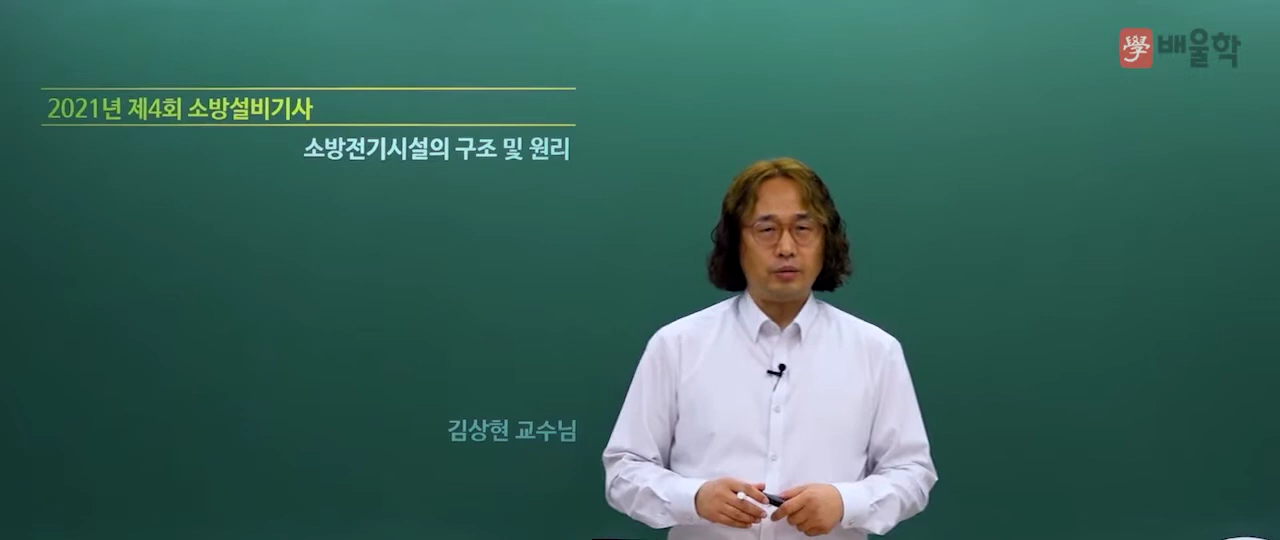 學 배울학
2021년 제4회 소방설비기사
소방전기시설의 구조 및 원리
김상현 교수님